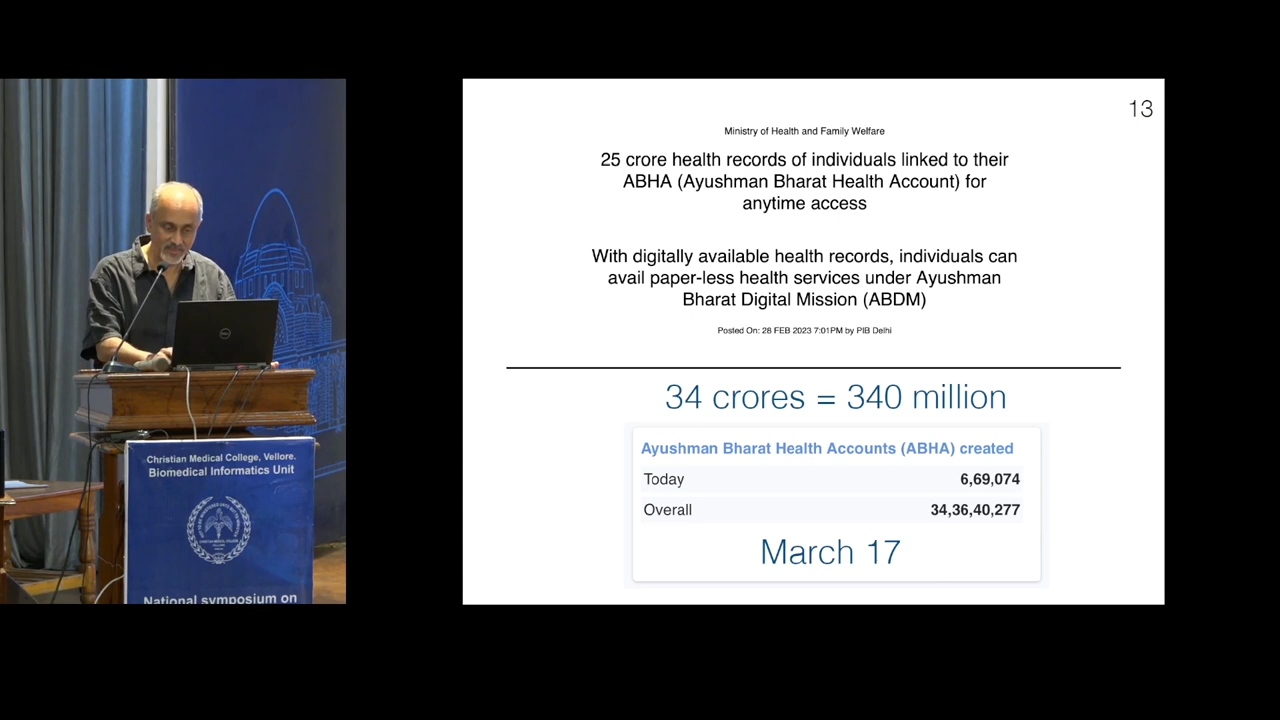 13
Ministry of Health and Family Welfare
25 crore health records of individuals linked to their
ABHA (Ayushman Bharat Health Account) for
anytime access
With digitally available health records, individuals can
avail paper-less health services under Ayushman
Bharat Digital Mission (ABDM)
Posted On: 28 FEB 2023 7:01PM by PIB Delhi
34 crores = 340 million
Ayushman Bharat Health Accounts (ABHA) created
Today 6,69,074
Overall 34,36,40,277
March 17
DELL
Christian Medical College, Vellore.
Biomedical Informatics Unit
National symposium on